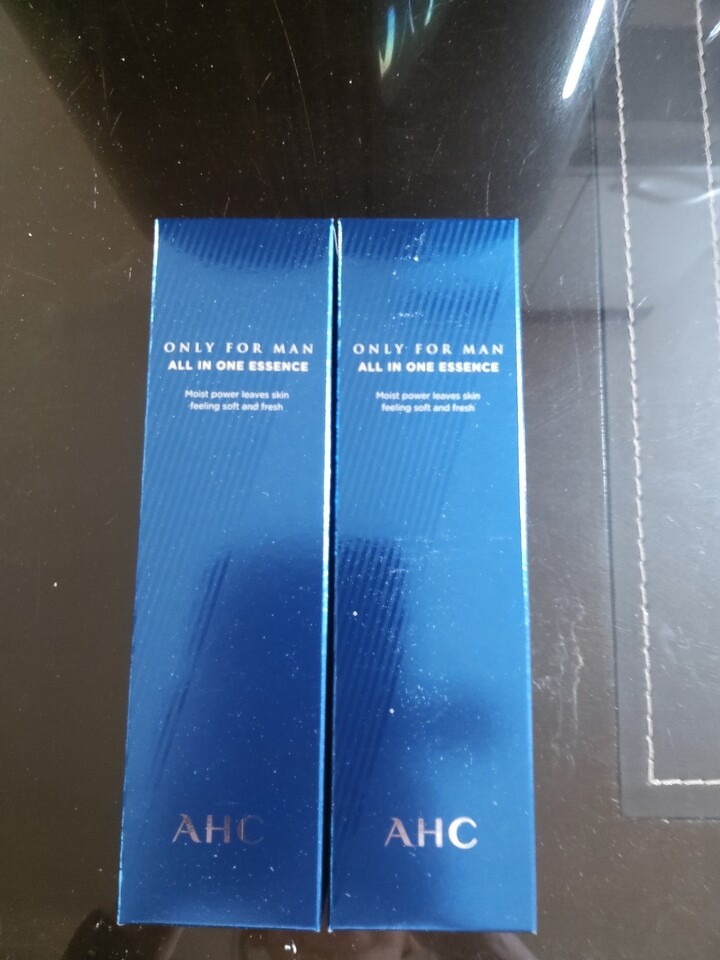 ONLY FOR MAN
ALL IN ONE ESSENCE
Moist power leaves skin
feeling soft and fresh
AHC
ONLY FOR MAN
ALL IN ONE ESSENCE
Moist power leaves skin
feeling soft and fresh
AHC